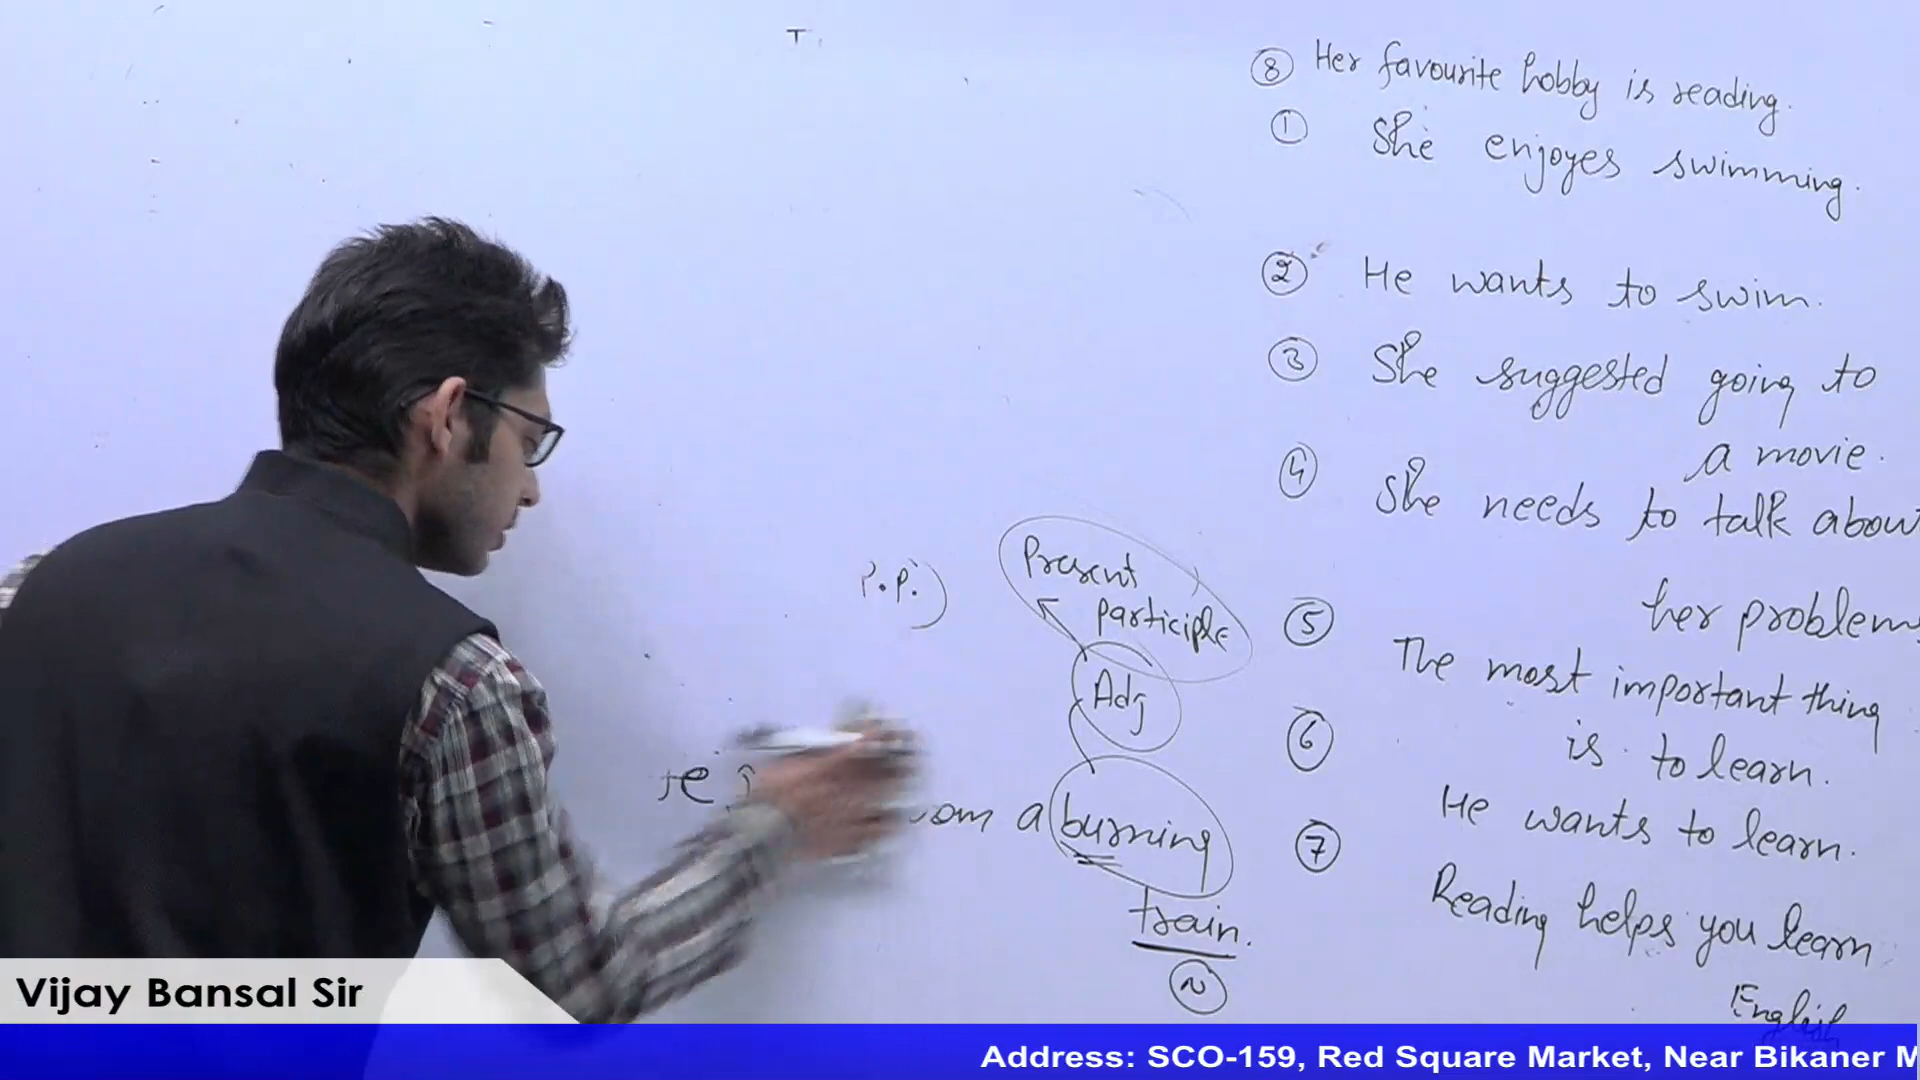 ⑧ Her favourite hobby is reading.
① She enjoyes swimming.
② He wants to swim.
③ She suggested going to
a movie.
④ She needs to talk about
her problems
⑤ The most important thing
is to learn.
⑥ He wants to learn.
⑦ Reading helps you learn
English
P.P.)
Present
participle
Adj
a burning
train.
N
Vijay Bansal Sir
Address: SCO-159, Red Square Market, Near Bikaner M